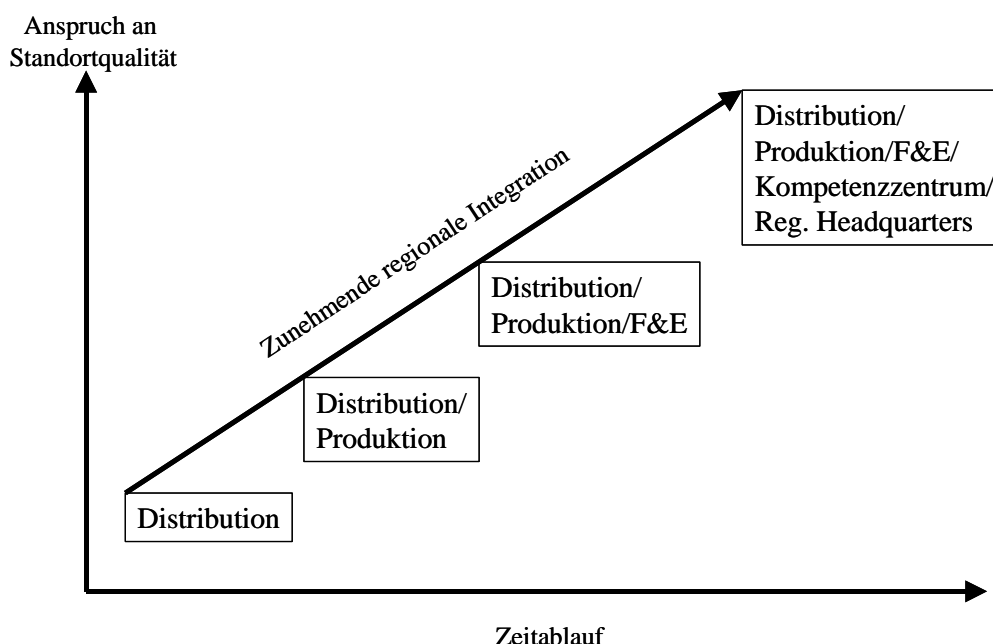 Anspruch an
Standortqualität
Distribution/
Produktion/F&E/
Kompetenzzentrum/
Reg. Headquarters
Zunehmende regionale Integration
Distribution/
Produktion/F&E
Distribution/
Produktion
Distribution
Zeitablauf